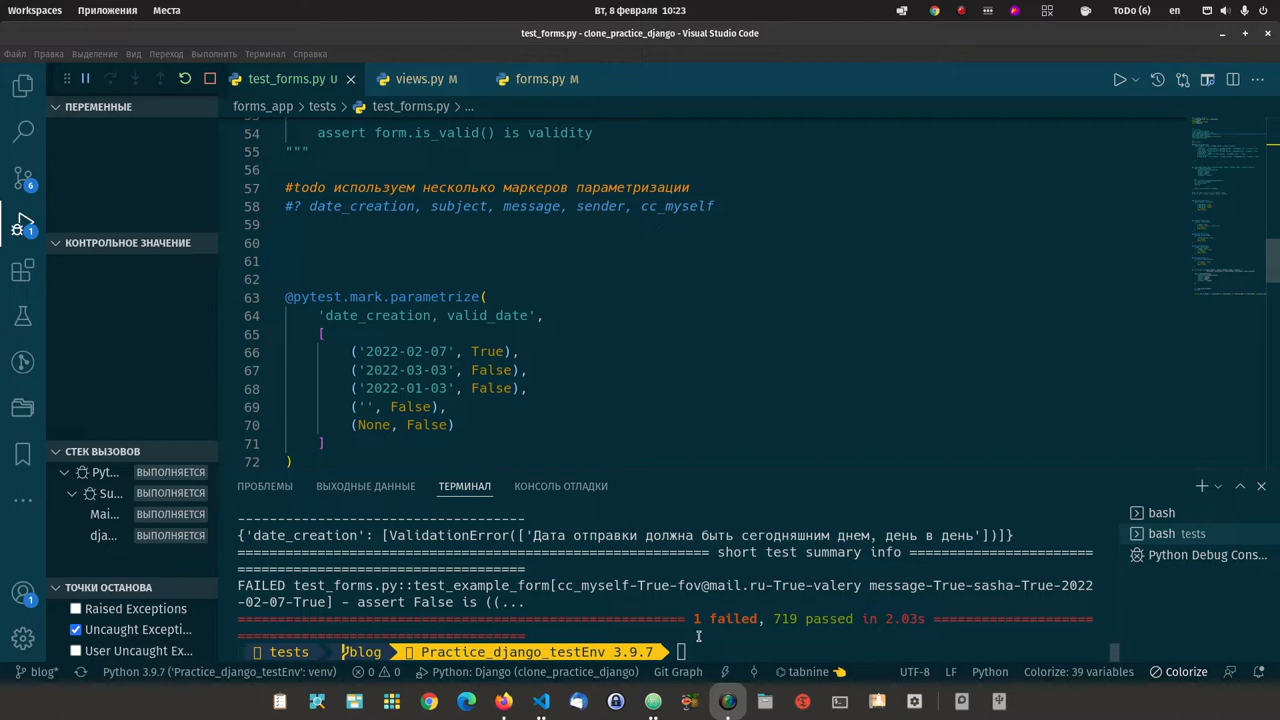 Workspaces Приложения Места Вт, 8 февраля 10:23 ToDo (6) en
test_forms.py - clone_practice_django - Visual Studio Code
Файл Правка Выделение Вид Переход Выполнить Терминал Справка
test_forms.py U views.py M forms.py M
ПЕРЕМЕННЫЕ
forms_app tests test_forms.py ...
54 assert form.is_valid() is validity
55 """
56
57 #todo используем несколько маркеров параметризации
58 #? date_creation, subject, message, sender, cc_myself
59
60
61
62
63 @pytest.mark.parametrize(
64 'date_creation, valid_date',
65 [
66 ('2022-02-07', True),
67 ('2022-03-03', False),
68 ('2022-01-03', False),
69 ('', False),
70 (None, False)
71 ]
72 )
6
1
КОНТРОЛЬНОЕ ЗНАЧЕНИЕ
СТЕК ВЫЗОВОВ
Pyt... ВЫПОЛНЯЕТСЯ
Su... ВЫПОЛНЯЕТСЯ
Mai... ВЫПОЛНЯЕТСЯ
dja... ВЫПОЛНЯЕТСЯ
ТОЧКИ ОСТАНОВА
Raised Exceptions
Uncaught Excepti...
User Uncaught Ex...
1
ПРОБЛЕМЫ ВЫХОДНЫЕ ДАННЫЕ ТЕРМИНАЛ КОНСОЛЬ ОТЛАДКИ
bash
bash tests
Python Debug Cons...
-----------------------------------
{'date_creation': [ValidationError(['Дата отправки должна быть сегодняшним днем, день в день'])]}
========================================================== short test summary info =======================
===================================
FAILED test_forms.py::test_example_form[cc_myself-True-fov@mail.ru-True-valery message-True-sasha-True-2022
-02-07-True] - assert False is ((...
======================================================= 1 failed, 719 passed in 2.03s ====================
===================================
tests blog Practice_django_testEnv 3.9.7
blog* Python 3.9.7 ('Practice_django_testEnv': venv) 0 0 Python: Django (clone_practice_django) Git Graph tabnine UTF-8 LF Python Colorize: 39 variables Colorize